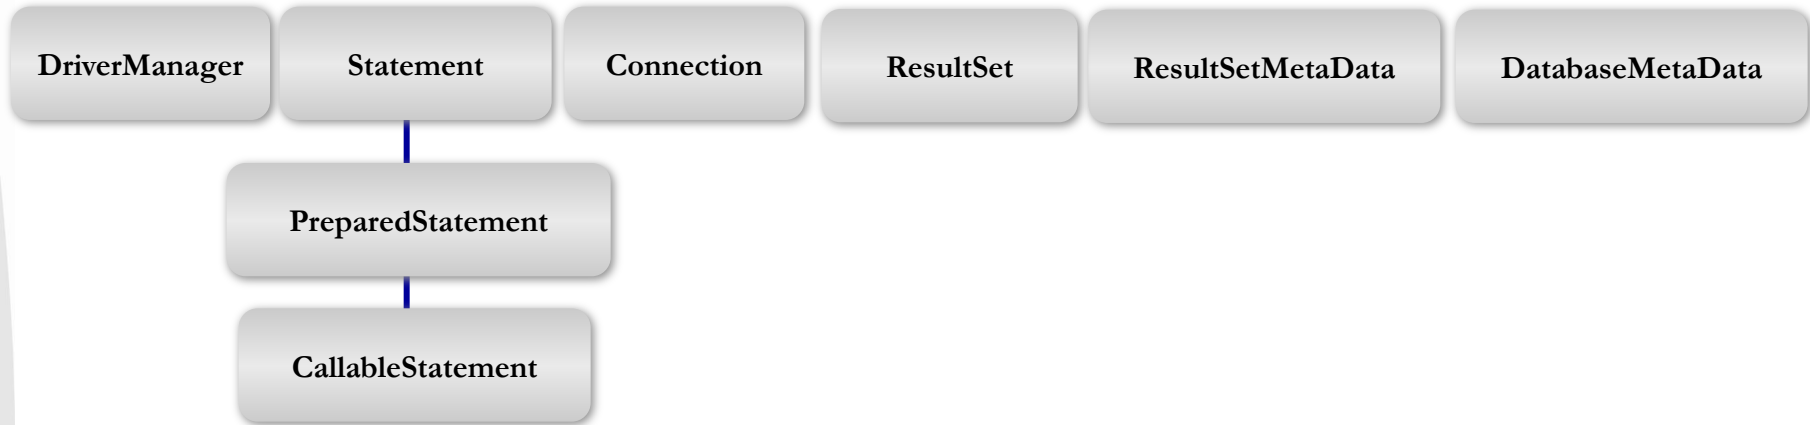 DriverManager
Statement
Connection
ResultSet
ResultSetMetaData
DatabaseMetaData
PreparedStatement
CallableStatement